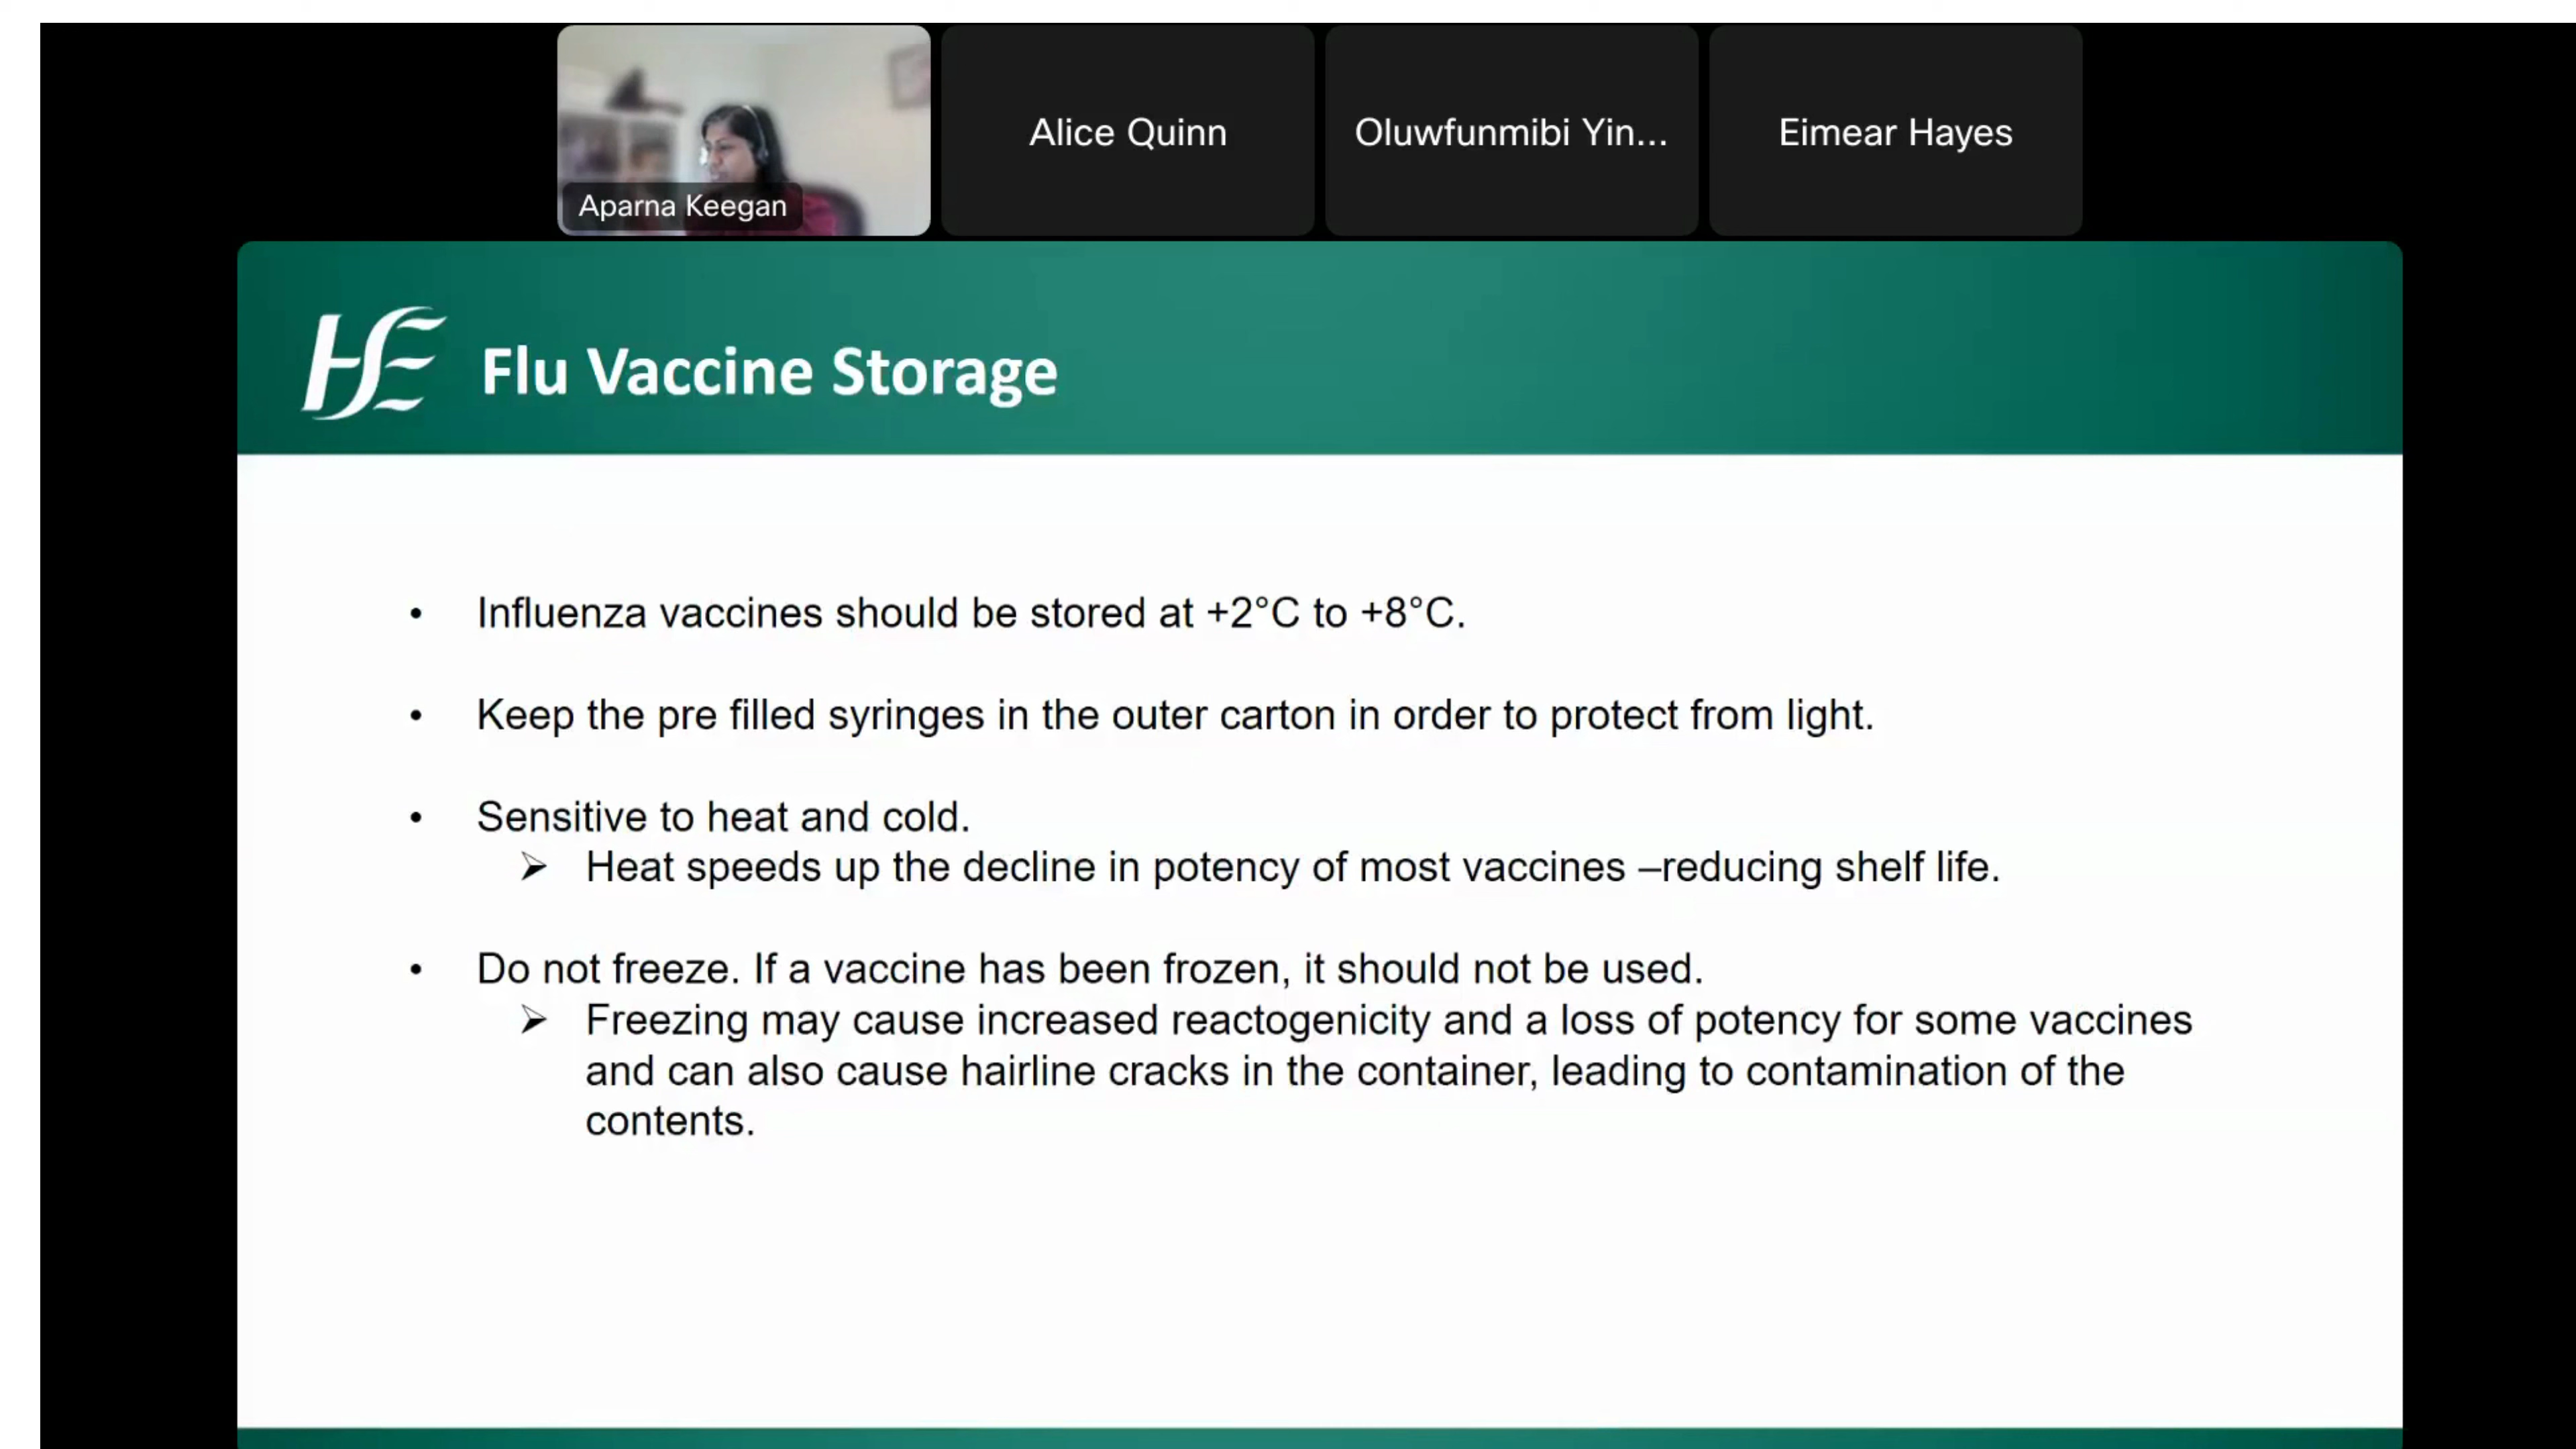 Aparna Keegan
Alice Quinn
Oluwfunmibi Yin...
Eimear Hayes
HSE
Flu Vaccine Storage
• Influenza vaccines should be stored at +2°C to +8°C.
• Keep the pre filled syringes in the outer carton in order to protect from light.
• Sensitive to heat and cold.
➢ Heat speeds up the decline in potency of most vaccines –reducing shelf life.
• Do not freeze. If a vaccine has been frozen, it should not be used.
➢ Freezing may cause increased reactogenicity and a loss of potency for some vaccines
and can also cause hairline cracks in the container, leading to contamination of the
contents.